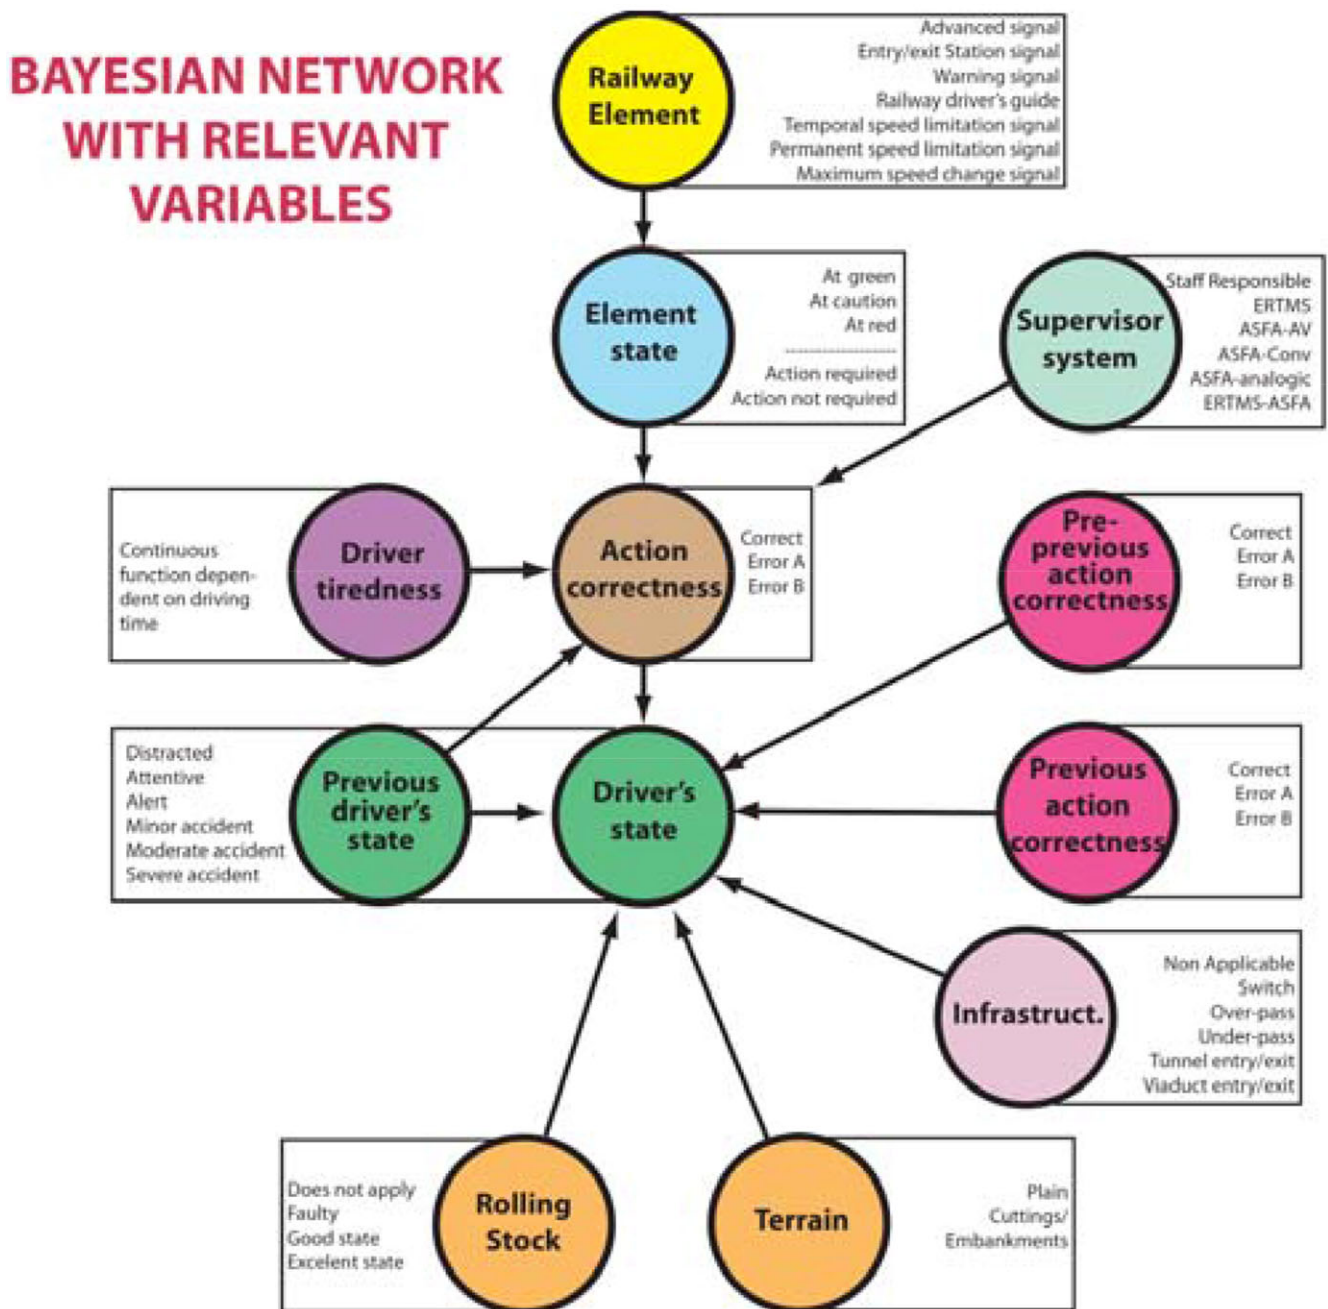 BAYESIAN NETWORK
WITH RELEVANT
VARIABLES
Railway
Element
Advanced signal
Entry/exit Station signal
Warning signal
Railway driver's guide
Temporal speed limitation signal
Permanent speed limitation signal
Maximum speed change signal
Element
state
At green
At caution
At red
--------------------
Action required
Action not required
Supervisor
system
Staff Responsible
ERTMS
ASFA-AV
ASFA-Conv
ASFA-analogic
ERTMS-ASFA
Continuous
function depen-
dent on driving
time
Driver
tiredness
Action
correctness
Correct
Error A
Error B
Pre-
previous
action
correctness
Correct
Error A
Error B
Distracted
Attentive
Alert
Minor accident
Moderate accident
Severe accident
Previous
driver's
state
Driver's
state
Previous
action
correctness
Correct
Error A
Error B
Infrastruct.
Non Applicable
Switch
Over-pass
Under-pass
Tunnel entry/exit
Viaduct entry/exit
Does not apply
Faulty
Good state
Excelent state
Rolling
Stock
Terrain
Plain
Cuttings/
Embankments